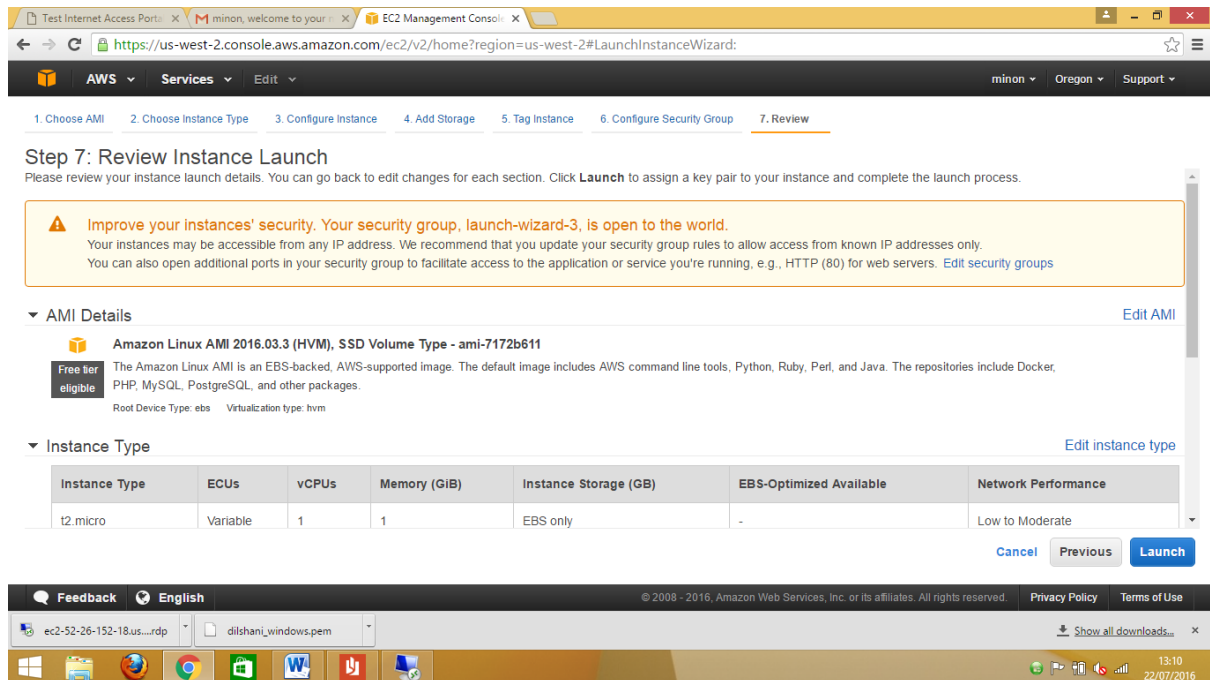 Test Internet Access Porta
minon, welcome to your n
EC2 Management Console
https://us-west-2.console.aws.amazon.com/ec2/v2/home?region=us-west-2#LaunchInstanceWizard:
AWS Services Edit minon Oregon Support
1. Choose AMI 2. Choose Instance Type 3. Configure Instance 4. Add Storage 5. Tag Instance 6. Configure Security Group 7. Review
Step 7: Review Instance Launch
Please review your instance launch details. You can go back to edit changes for each section. Click Launch to assign a key pair to your instance and complete the launch process.
Improve your instances' security. Your security group, launch-wizard-3, is open to the world.
Your instances may be accessible from any IP address. We recommend that you update your security group rules to allow access from known IP addresses only.
You can also open additional ports in your security group to facilitate access to the application or service you're running, e.g., HTTP (80) for web servers. Edit security groups
AMI Details Edit AMI
Amazon Linux AMI 2016.03.3 (HVM), SSD Volume Type - ami-7172b611
Free tier eligible
The Amazon Linux AMI is an EBS-backed, AWS-supported image. The default image includes AWS command line tools, Python, Ruby, Perl, and Java. The repositories include Docker,
PHP, MySQL, PostgreSQL, and other packages.
Root Device Type: ebs Virtualization type: hvm
Instance Type Edit instance type
Instance Type ECUs vCPUs Memory (GiB) Instance Storage (GB) EBS-Optimized Available Network Performance
t2.micro Variable 1 1 EBS only - Low to Moderate
Cancel Previous Launch
Feedback English © 2008 - 2016, Amazon Web Services, Inc. or its affiliates. All rights reserved. Privacy Policy Terms of Use
ec2-52-26-152-18.us....rdp dilshani_windows.pem Show all downloads...
13:10
22/07/2016